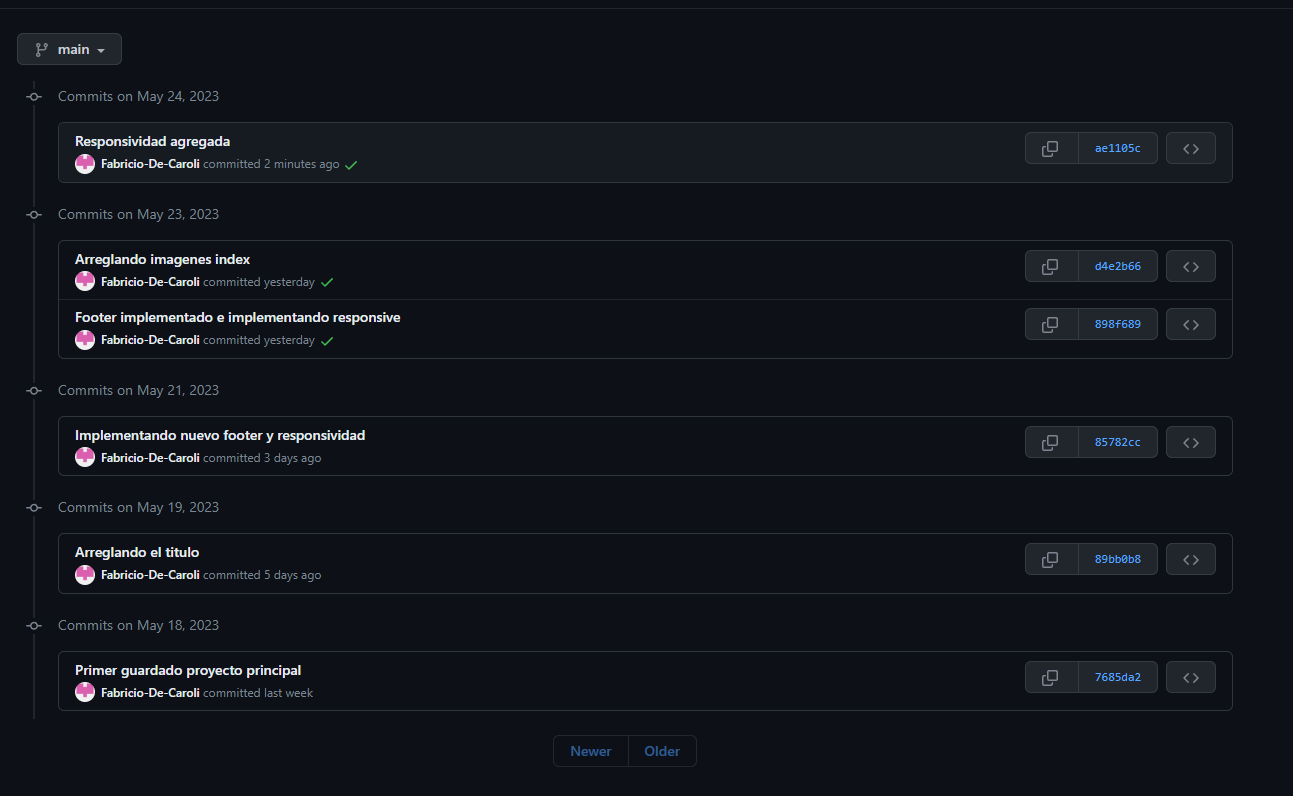 main
Commits on May 24, 2023
Responsividad agregada
Fabricio-De-Caroli committed 2 minutes ago
ae1105c
Commits on May 23, 2023
Arreglando imagenes index
Fabricio-De-Caroli committed yesterday
d4e2b66
Footer implementado e implementando responsive
Fabricio-De-Caroli committed yesterday
898f689
Commits on May 21, 2023
Implementando nuevo footer y responsividad
Fabricio-De-Caroli committed 3 days ago
85782cc
Commits on May 19, 2023
Arreglando el titulo
Fabricio-De-Caroli committed 5 days ago
89bb0b8
Commits on May 18, 2023
Primer guardado proyecto principal
Fabricio-De-Caroli committed last week
7685da2
Newer Older